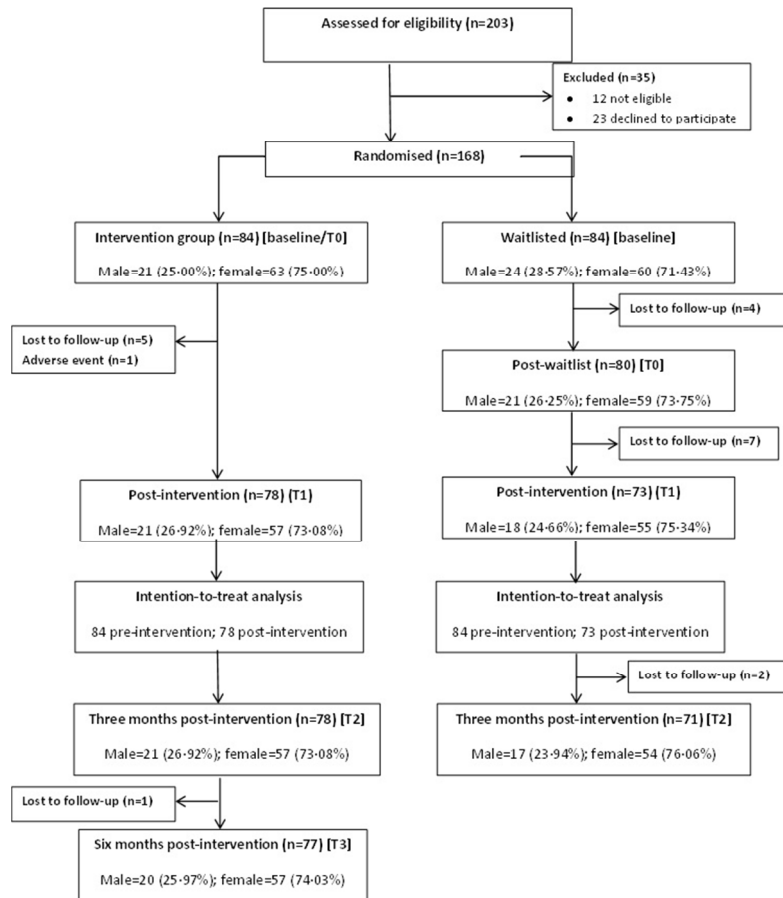 Assessed for eligibility (n=203)
Excluded (n=35)
• 12 not eligible
• 23 declined to participate
Randomised (n=168)
Intervention group (n=84) [baseline/T0]
Male=21 (25·00%); female=63 (75·00%)
Waitlisted (n=84) [baseline]
Male=24 (28·57%); female=60 (71·43%)
Lost to follow-up (n=4)
Lost to follow-up (n=5)
Adverse event (n=1)
Post-waitlist (n=80) [T0]
Male=21 (26·25%); female=59 (73·75%)
Lost to follow-up (n=7)
Post-intervention (n=78) (T1)
Male=21 (26·92%); female=57 (73·08%)
Post-intervention (n=73) (T1)
Male=18 (24·66%); female=55 (75·34%)
Intention-to-treat analysis
84 pre-intervention; 78 post-intervention
Intention-to-treat analysis
84 pre-intervention; 73 post-intervention
Lost to follow-up (n=2)
Three months post-intervention (n=78) [T2]
Male=21 (26·92%); female=57 (73·08%)
Three months post-intervention (n=71) [T2]
Male=17 (23·94%); female=54 (76·06%)
Lost to follow-up (n=1)
Six months post-intervention (n=77) [T3]
Male=20 (25·97%); female=57 (74·03%)